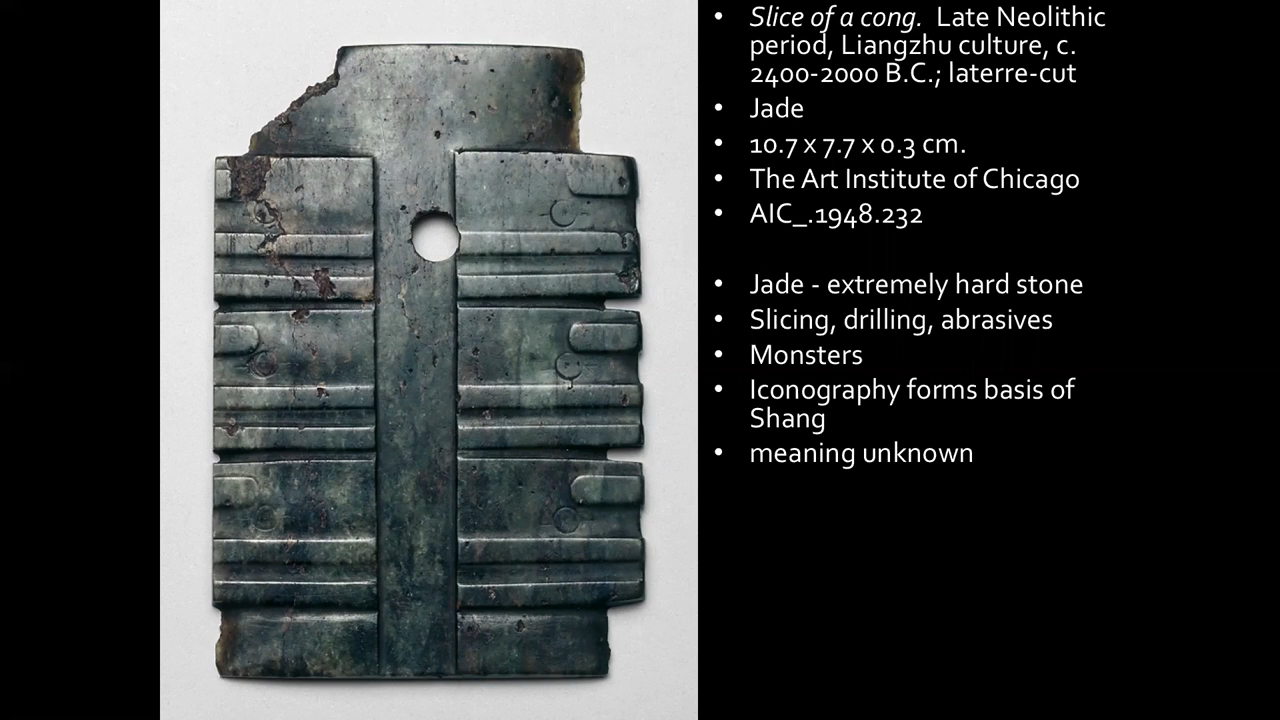 • Slice of a cong.  Late Neolithic
period, Liangzhu culture, c.
2400-2000 B.C.; laterre-cut
• Jade
• 10.7 x 7.7 x 0.3 cm.
• The Art Institute of Chicago
• AIC_.1948.232
• Jade - extremely hard stone
• Slicing, drilling, abrasives
• Monsters
• Iconography forms basis of
Shang
• meaning unknown